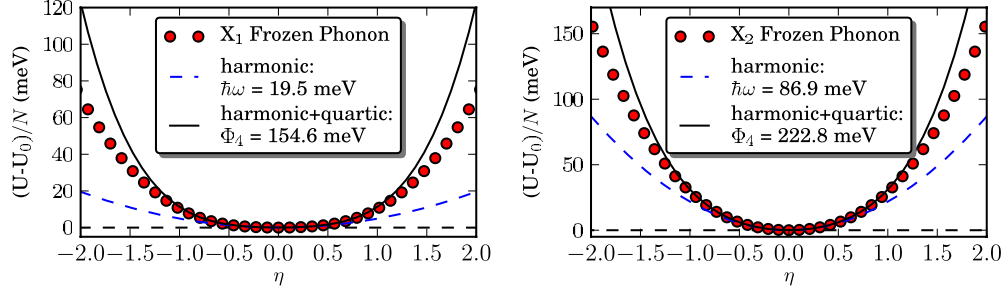 120
100
80
60
40
20
0
(U-U₀)/N (meV)
X₁ Frozen Phonon
harmonic:
ħω = 19.5 meV
harmonic+quartic:
Φ₄ = 154.6 meV
−2.0 −1.5 −1.0 −0.5 0.0 0.5 1.0 1.5 2.0
η
150
100
50
0
(U-U₀)/N (meV)
X₂ Frozen Phonon
harmonic:
ħω = 86.9 meV
harmonic+quartic:
Φ₄ = 222.8 meV
−2.0 −1.5 −1.0 −0.5 0.0 0.5 1.0 1.5 2.0
η